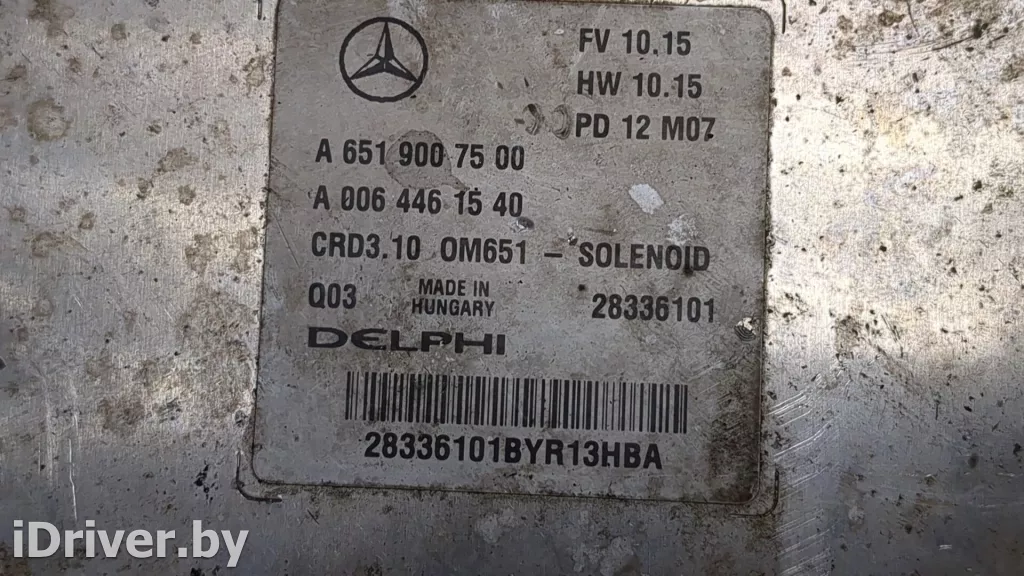 FV 10.15
HW 10.15
PD 12 M07
A 651 900 75 00
A 006 446 15 40
CRD3.10 OM651 - SOLENOID
Q03 MADE IN HUNGARY 28336101
DELPHI
28336101BYR13HBA
iDriver.by